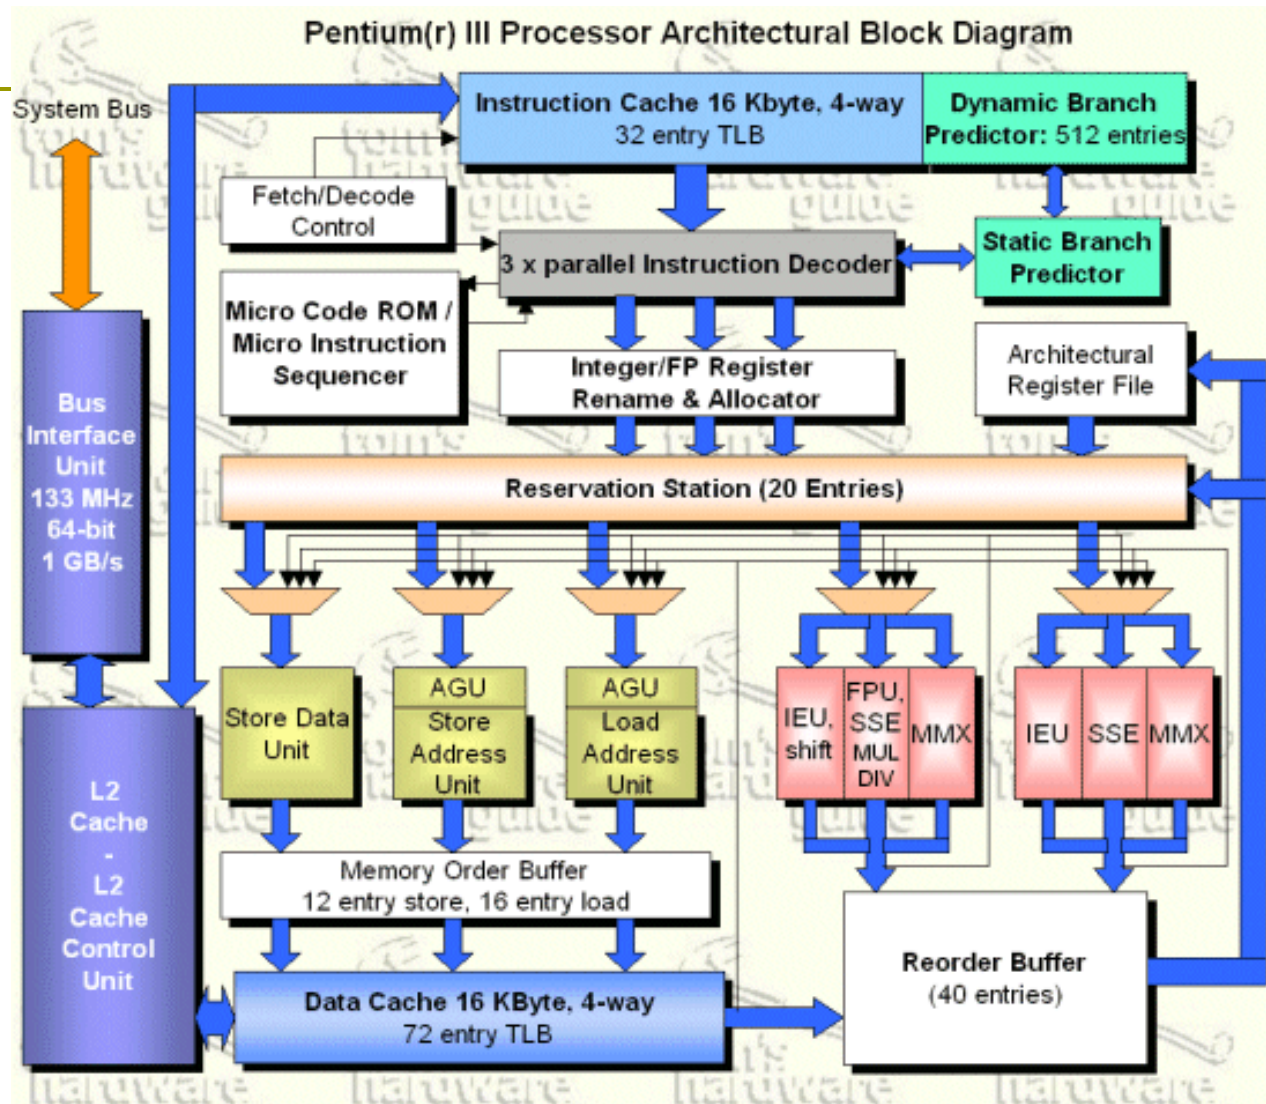 Pentium(r) III Processor Architectural Block Diagram
System Bus
Instruction Cache 16 Kbyte, 4-way
32 entry TLB
Dynamic Branch
Predictor: 512 entries
Fetch/Decode
Control
3 x parallel Instruction Decoder
Static Branch
Predictor
Micro Code ROM /
Micro Instruction
Sequencer
Integer/FP Register
Rename & Allocator
Architectural
Register File
Bus
Interface
Unit
133 MHz
64-bit
1 GB/s
Reservation Station (20 Entries)
Store Data
Unit
AGU
Store
Address
Unit
AGU
Load
Address
Unit
IEU,
shift
FPU,
SSE
MUL
DIV
MMX
IEU
SSE
MMX
L2
Cache
-
L2
Cache
Control
Unit
Memory Order Buffer
12 entry store, 16 entry load
Data Cache 16 KByte, 4-way
72 entry TLB
Reorder Buffer
(40 entries)
tom's
hardware
guide